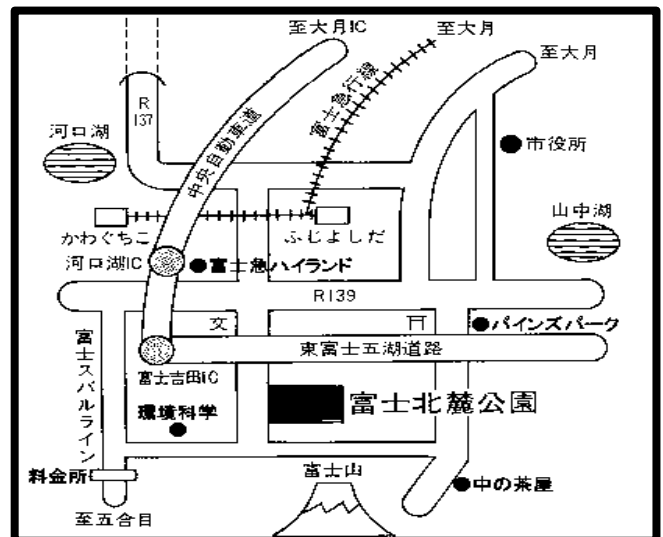 至大月IC
至大月
至大月
R
137
富士急行線
中央自動車道
河口湖
市役所
山中湖
かわぐちこ
ふじよしだ
河口湖IC
富士急ハイランド
R139
文
パインズパーク
東富士五湖道路
富士スバルライン
富士吉田IC
環境科学
富士北麓公園
料金所
富士山
中の茶屋
至五合目